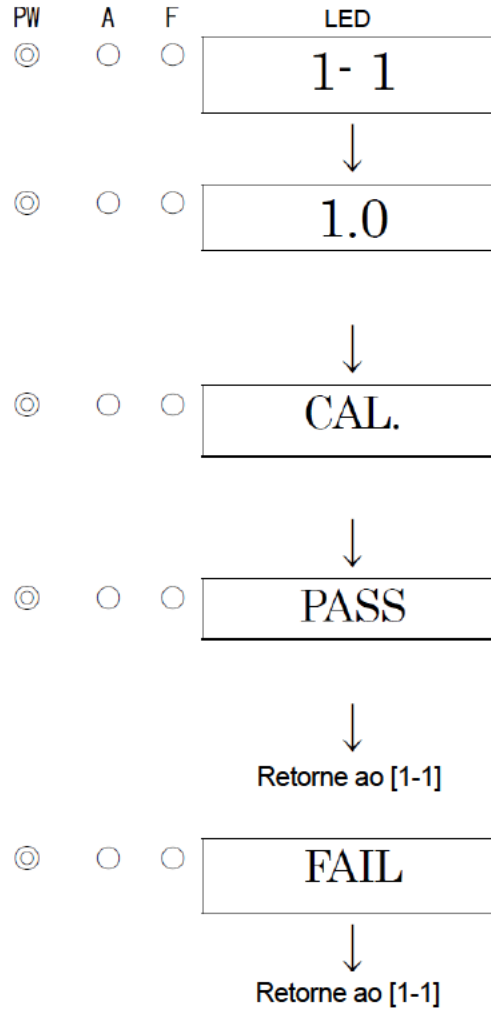 PW A F LED
1- 1
1.0
CAL.
PASS
Retorne ao [1-1]
FAIL
Retorne ao [1-1]